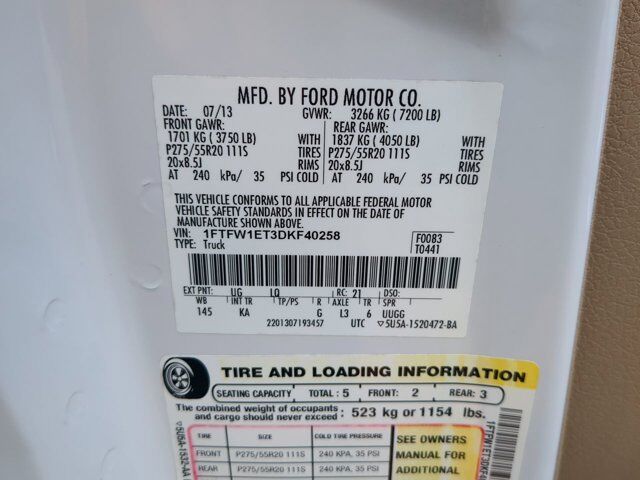 MFD. BY FORD MOTOR CO.
DATE: 07/13 GVWR: 3266 KG ( 7200 LB)
FRONT GAWR: REAR GAWR:
1701 KG ( 3750 LB) WITH 1837 KG ( 4050 LB) WITH
P275/55R20 111S TIRES P275/55R20 111S TIRES
20x8.5J RIMS 20x8.5J RIMS
AT 240 kPa/ 35 PSI COLD AT 240 kPa/ 35 PSI COLD
THIS VEHICLE CONFORMS TO ALL APPLICABLE FEDERAL MOTOR
VEHICLE SAFETY STANDARDS IN EFFECT ON THE DATE OF
MANUFACTURE SHOWN ABOVE.
VIN: 1FTFW1ET3DKF40258 F0083
TYPE: Truck T0441
EXT PNT: UG LQ RC: 21 DSO:
WB INT TR TP/PS R AXLE TR SPR
145 KA G L3 6 UUGG
2201307193457 UTC ▽5U5A-1520472-BA
TIRE AND LOADING INFORMATION
SEATING CAPACITY TOTAL : 5 FRONT: 2 REAR: 3
The combined weight of occupants
and cargo should never exceed : 523 kg or 1154 lbs.
TIRE SIZE COLD TIRE PRESSURE SEE OWNERS
FRONT P275/55R20 111S 240 KPA, 35 PSI MANUAL FOR
REAR P275/55R20 111S 240 KPA, 35 PSI ADDITIONAL